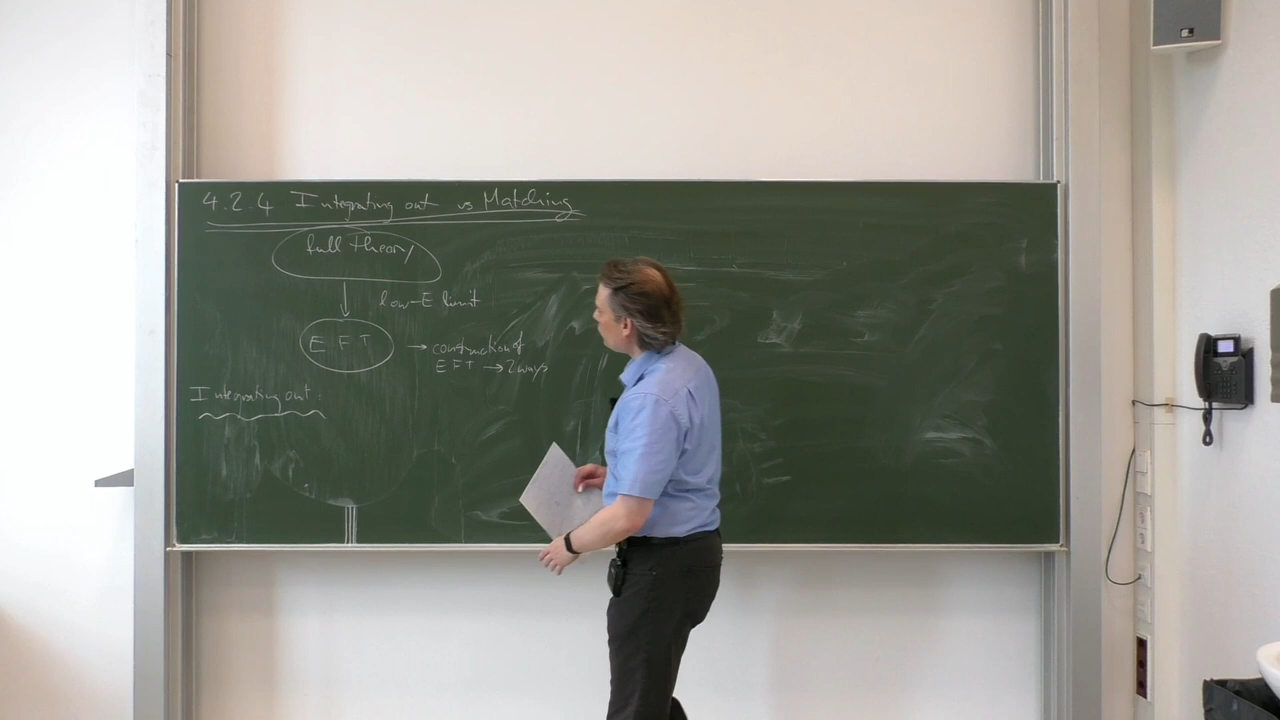 4.2.4 Integrating out vs Matching
full theory
low-E limit
EFT → construction of
EFT → 2 ways
Integrating out: